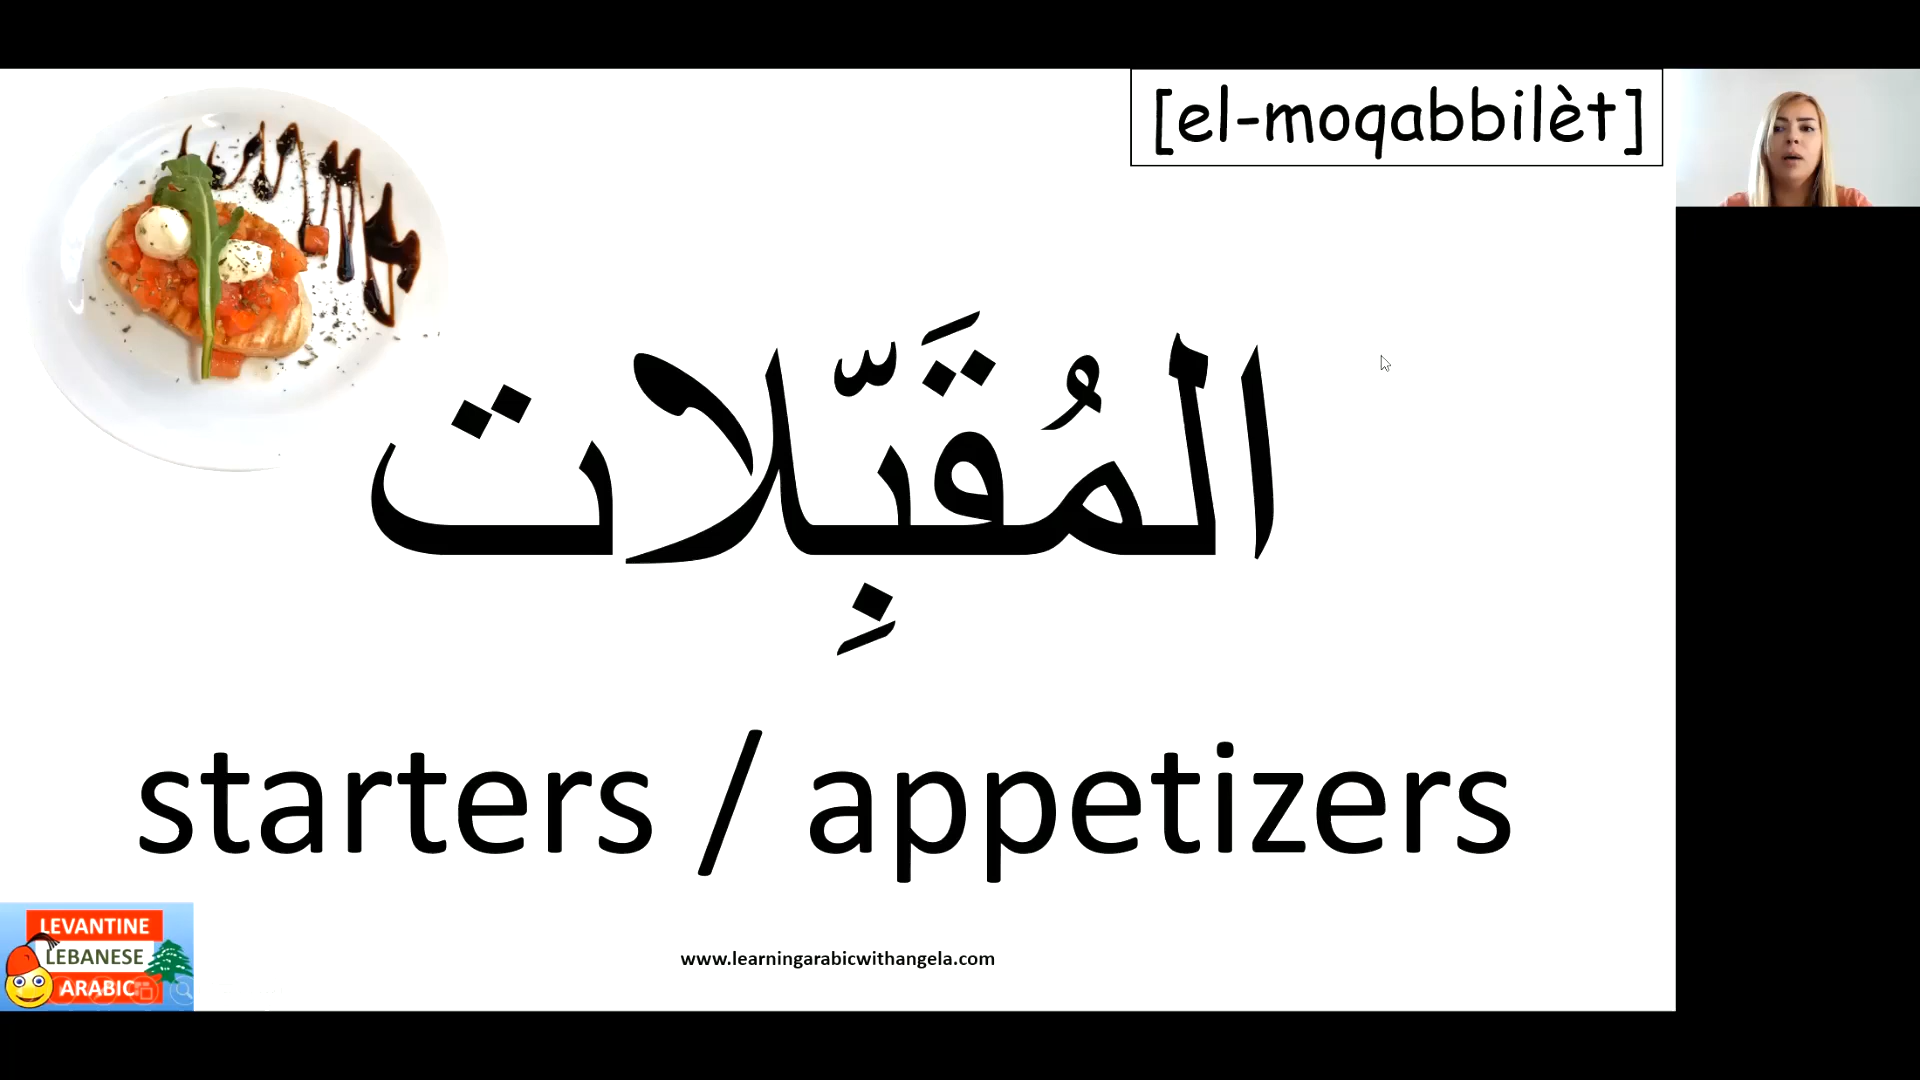 [el-moqabbilèt]
المُقَبِّلات
starters / appetizers
LEVANTINE
LEBANESE
ARABIC
www.learningarabicwithangela.com